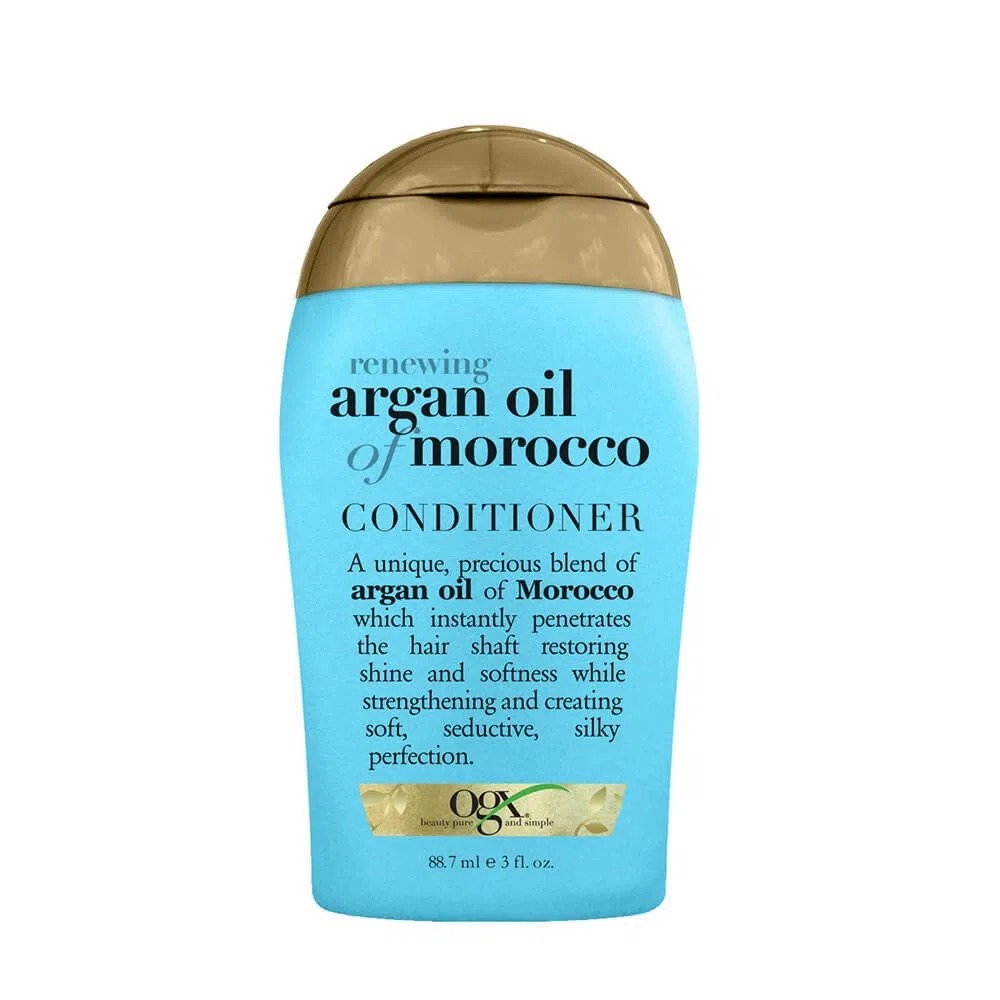 renewing
argan oil
of morocco
CONDITIONER
A unique, precious blend of
argan oil of Morocco
which instantly penetrates
the hair shaft restoring
shine and softness while
strengthening and creating
soft, seductive, silky
perfection.
ogx®
beauty pure and simple
88.7 ml e 3 fl. oz.